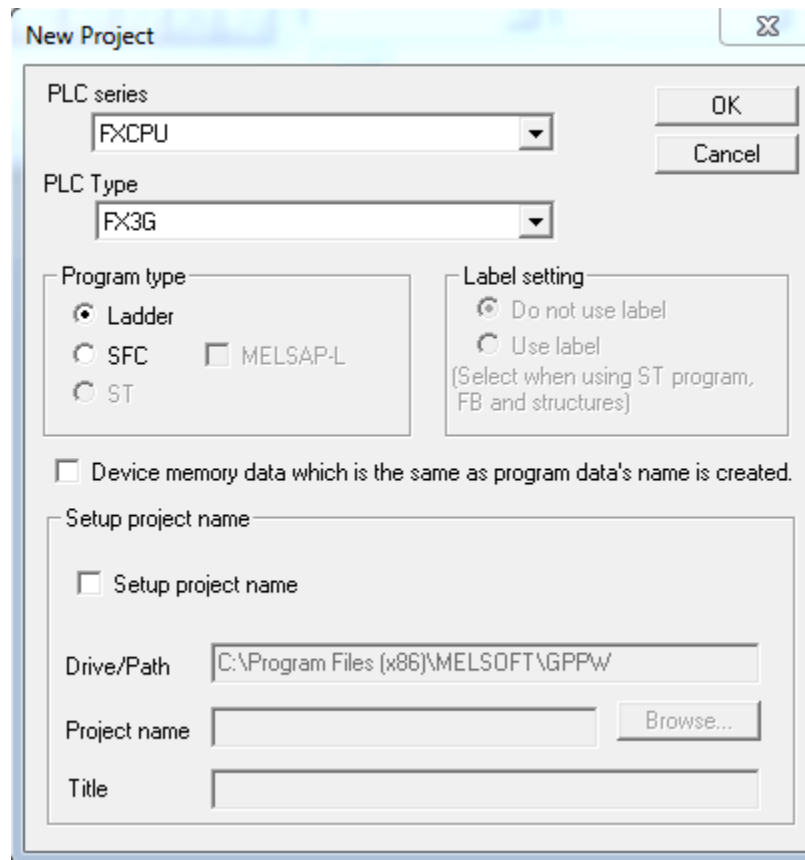 New Project
PLC series
OK
FXCPU
Cancel
PLC Type
FX3G
Program type
Label setting
Ladder
Do not use label
SFC
MELSAP-L
Use label
ST
(Select when using ST program,
FB and structures)
Device memory data which is the same as program data's name is created.
Setup project name
Setup project name
Drive/Path
C:\Program Files (x86)\MELSOFT\GPPW
Project name
Browse...
Title